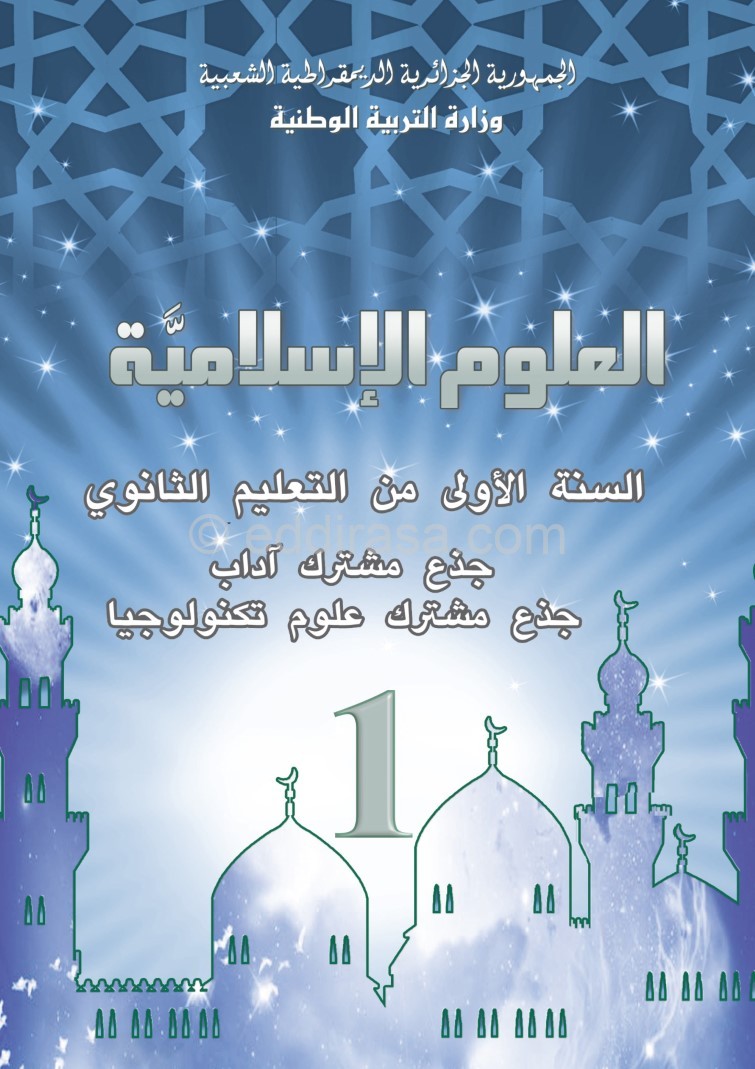 الجمهورية الجزائرية الديمقراطية الشعبية
وزارة التربية الوطنية
العلوم الإسلاميَّة
السنة الأولى من التعليم الثانوي
© eddirasa.com
جذع مشترك آداب
جذع مشترك علوم تكنولوجيا
1